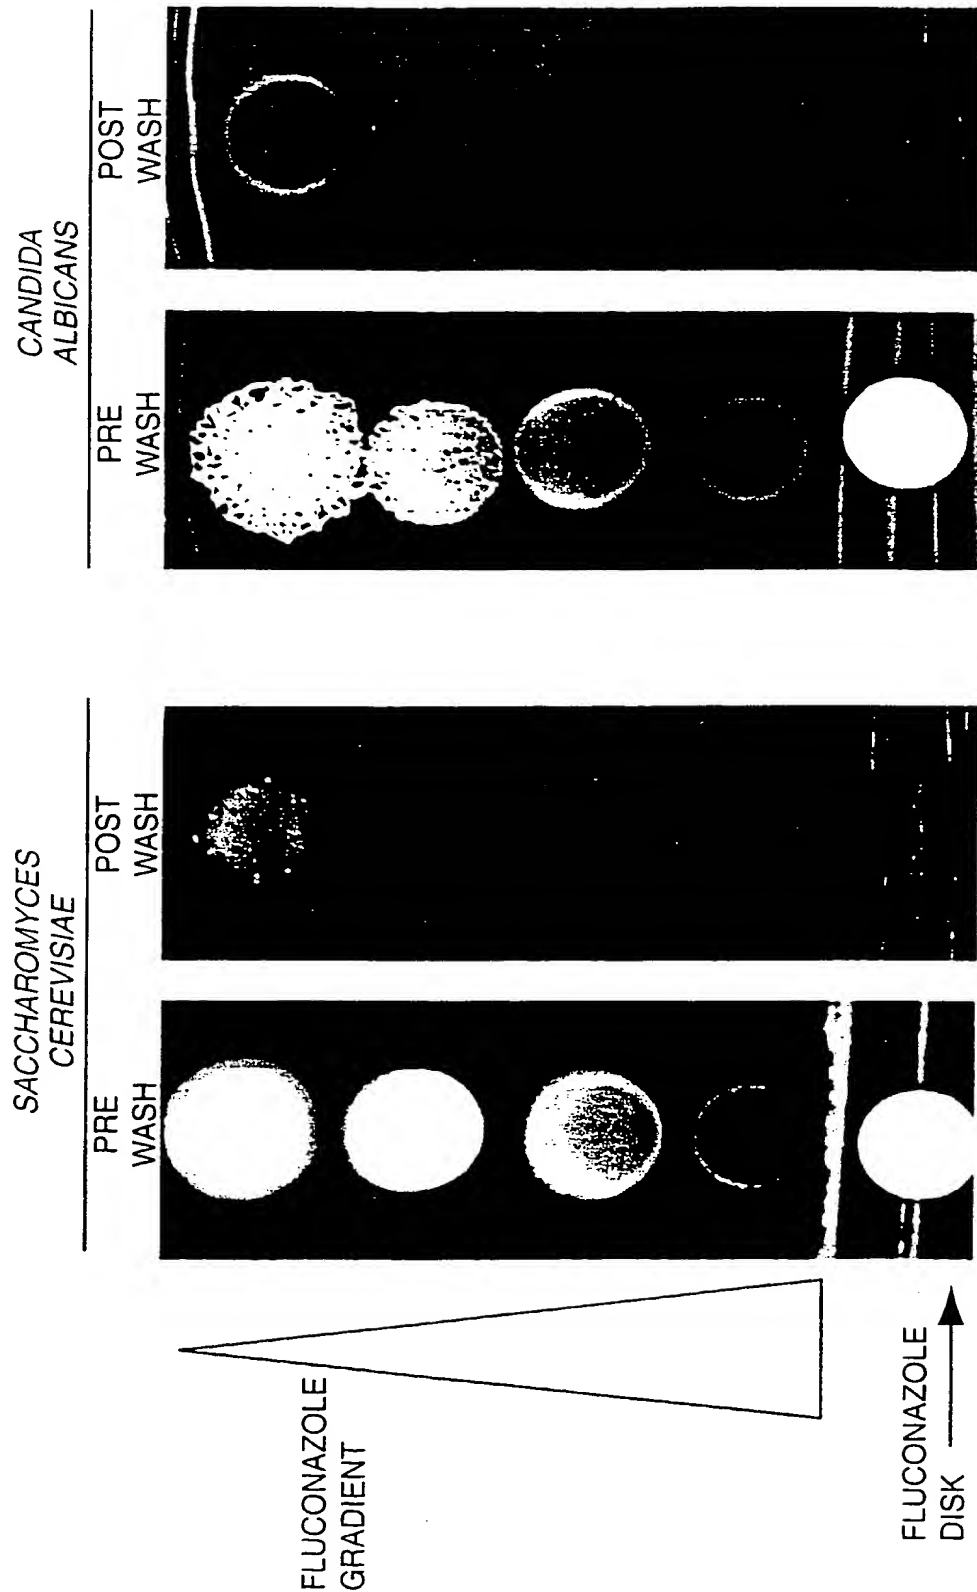 SACCHAROMYCES
CEREVISIAE
PRE
WASH
POST
WASH
CANDIDA
ALBICANS
PRE
WASH
POST
WASH
FLUCONAZOLE
GRADIENT
FLUCONAZOLE
DISK